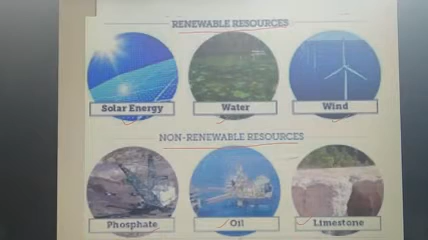 RENEWABLE RESOURCES
Solar Energy Water Wind
NON-RENEWABLE RESOURCES
Phosphate Oil Limestone